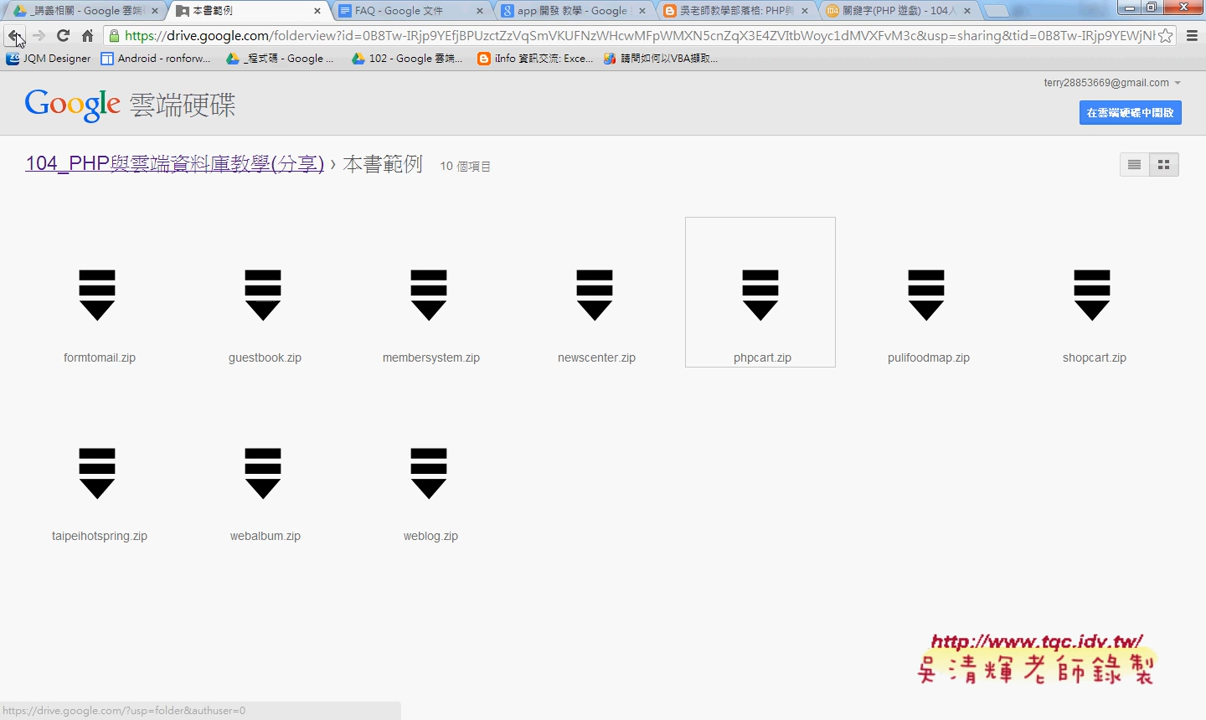 _講義相關 - Google 雲端
本書範例
FAQ - Google 文件
app 開發 教學 - Google
吳老師教學部落格: PHP與
關鍵字(PHP 遊戲) - 104人
https://drive.google.com/folderview?id=0B8Tw-IRjp9YEfjBPUzctZzVqSmVKUFNzWHcwMFpWMXN5cnZqX3E4ZVItbWoyc1dMVXFvM3c&usp=sharing&tid=0B8Tw-IRjp9YEWjNl
JQM Designer
Android - ronforw...
_程式碼 - Google ...
102 - Google 雲端...
iInfo 資訊交流: Exce...
請問如何以VBA擷取...
terry28853669@gmail.com
Google 雲端硬碟
在雲端硬碟中開啟
104_PHP與雲端資料庫教學(分享) › 本書範例 10 個項目
formtomail.zip
guestbook.zip
membersystem.zip
newscenter.zip
phpcart.zip
pulifoodmap.zip
shopcart.zip
taipeihotspring.zip
webalbum.zip
weblog.zip
http://www.tqc.idv.tw/
吳清輝老師錄製
https://drive.google.com/?usp=folder&authuser=0